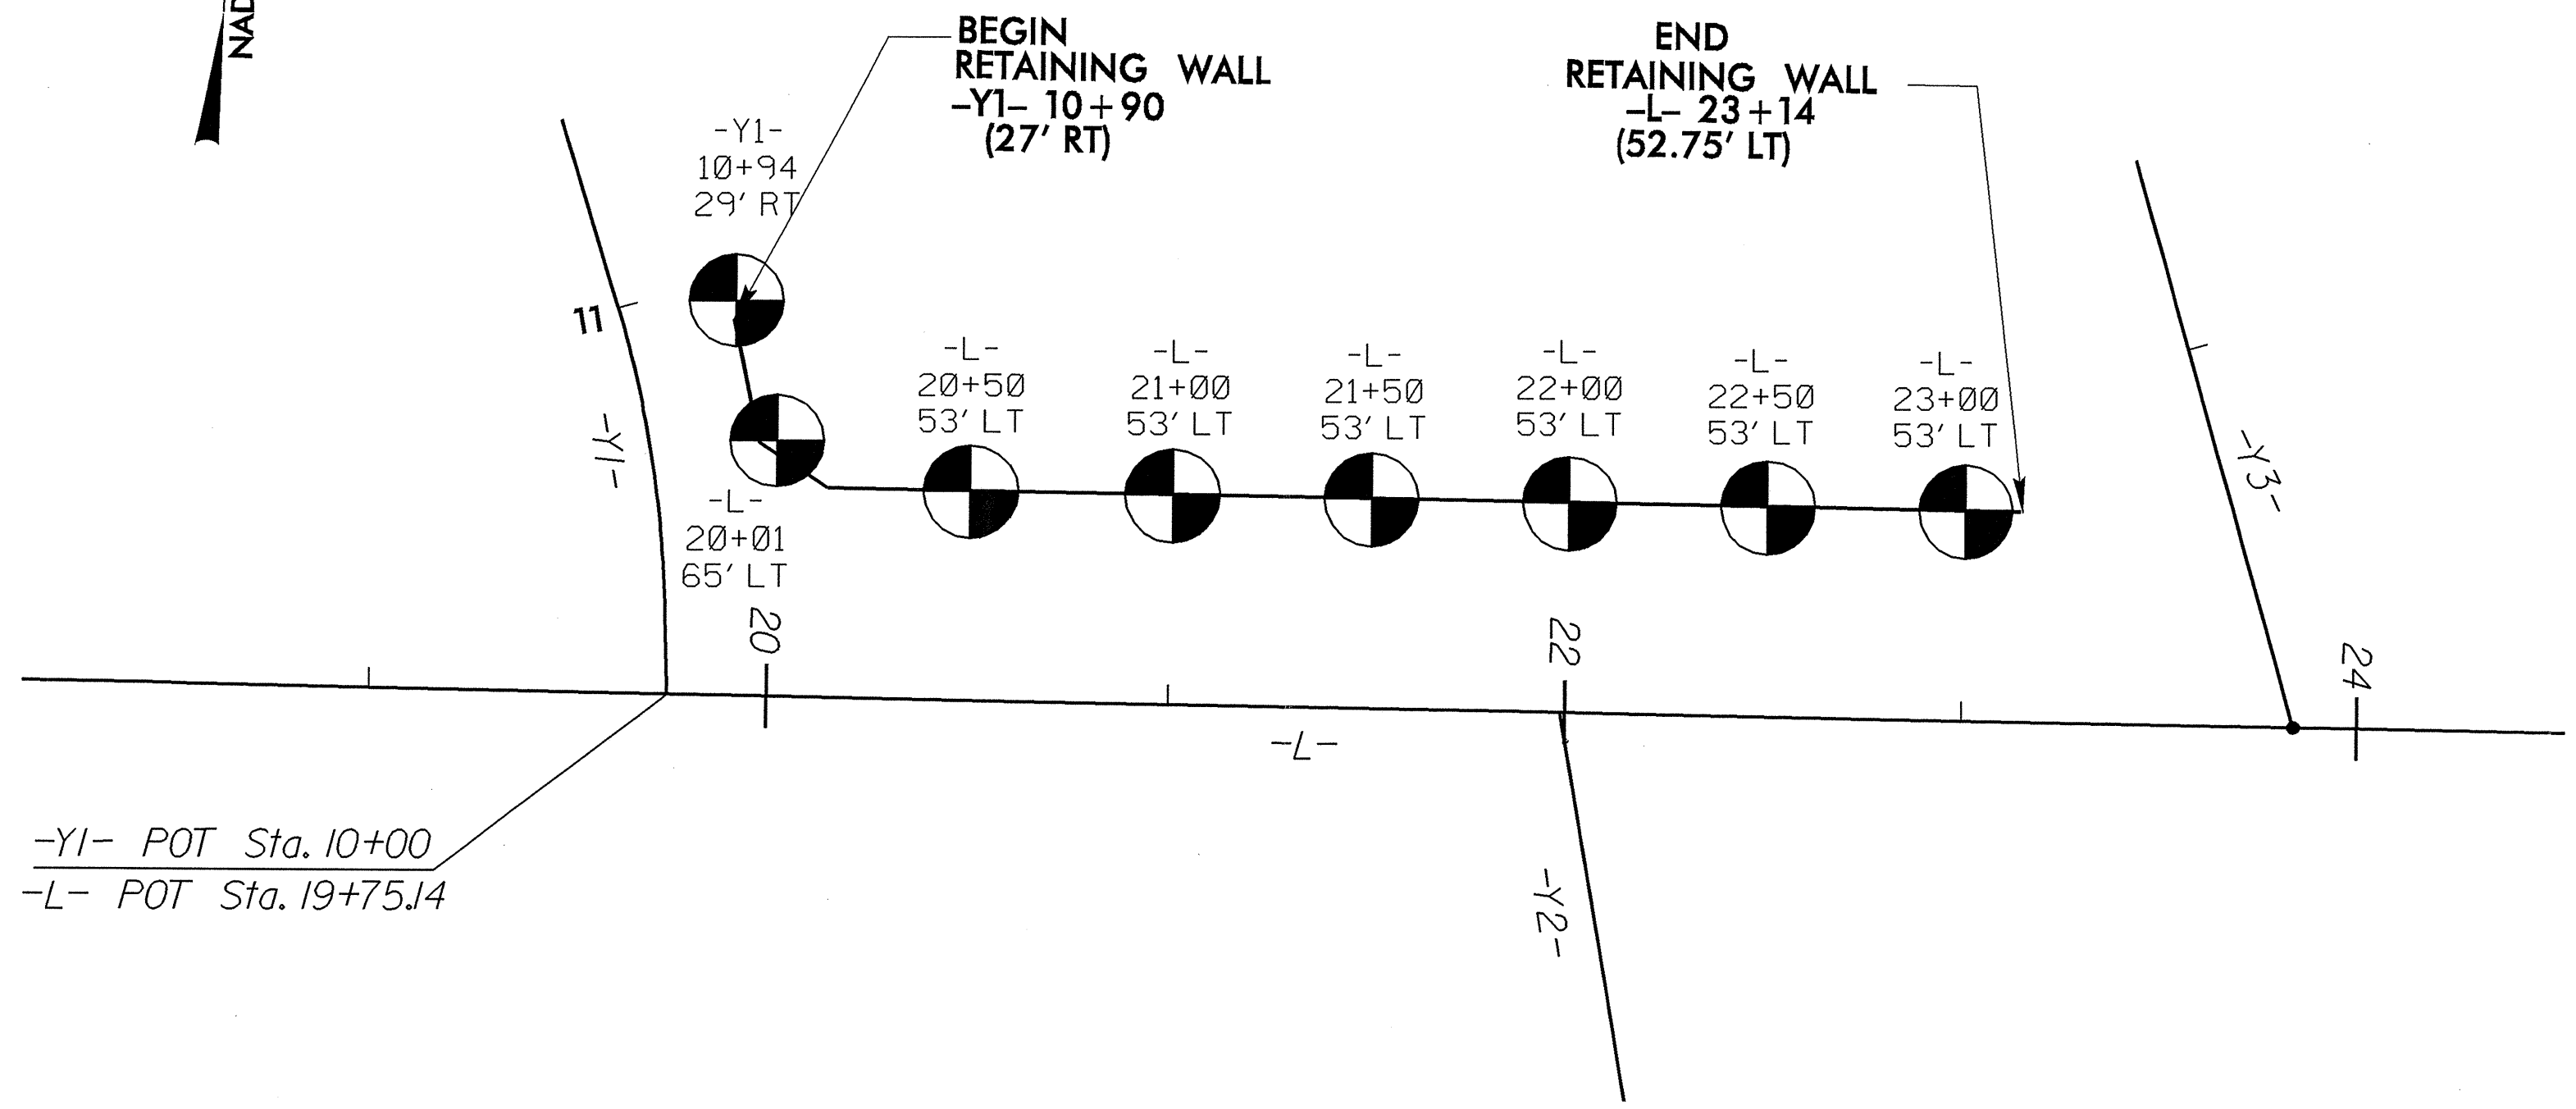 NAD
BEGIN
RETAINING WALL
-Y1- 10+90
(27' RT)
END
RETAINING WALL
-L- 23+14
(52.75' LT)
-Y1-
10+94
29' RT
11
-Y1-
-L-
20+01
65' LT
-L-
20+50
53' LT
-L-
21+00
53' LT
-L-
21+50
53' LT
-L-
22+00
53' LT
-L-
22+50
53' LT
-L-
23+00
53' LT
-Y3-
20
22
24
-L-
-Y1- POT Sta. 10+00
-L- POT Sta. 19+75.14
-Y2-